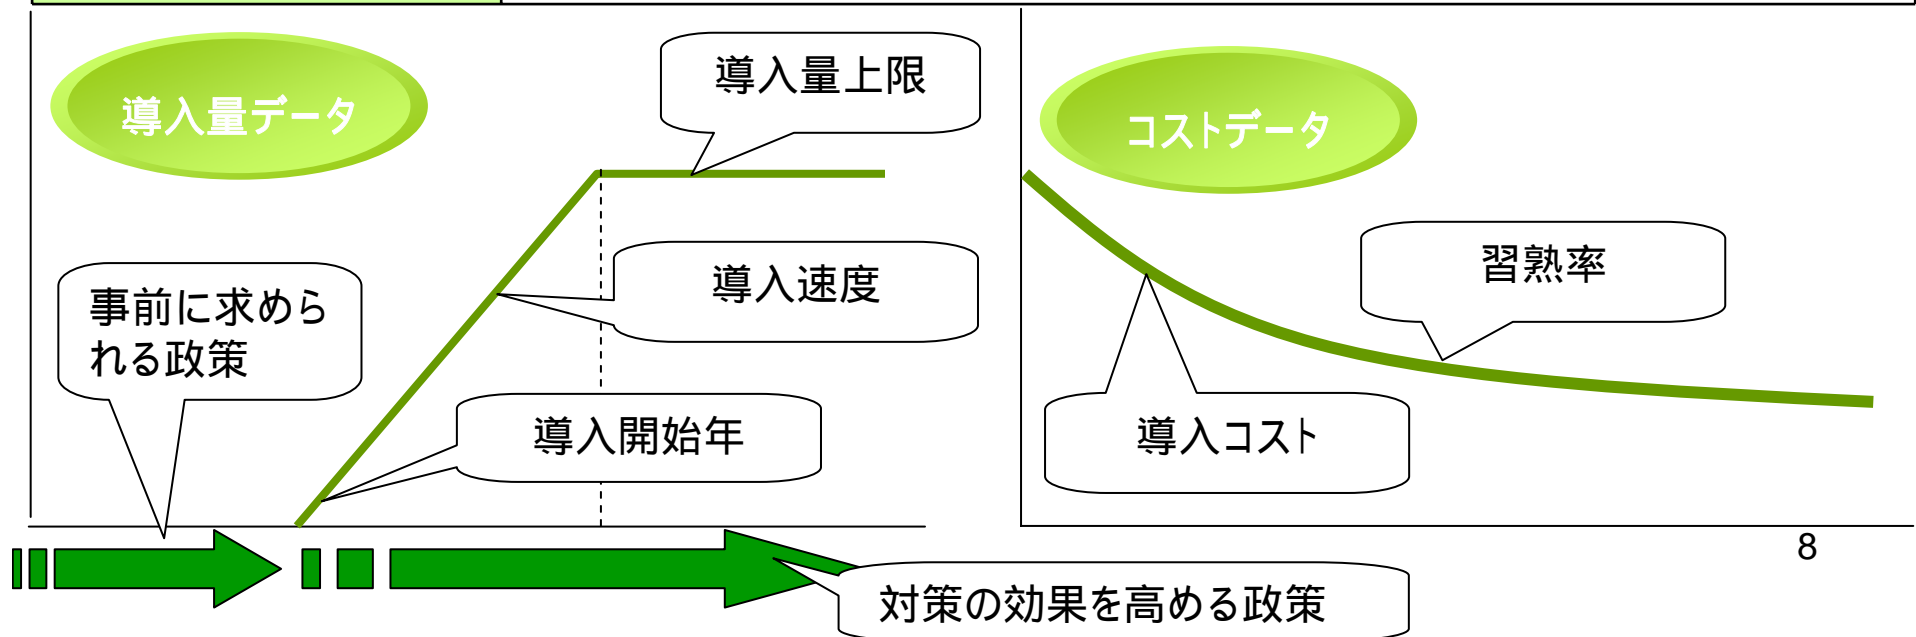 導入量データ
導入量上限
導入速度
事前に求めら
れる政策
導入開始年
対策の効果を高める政策
コストデータ
習熟率
導入コスト
8